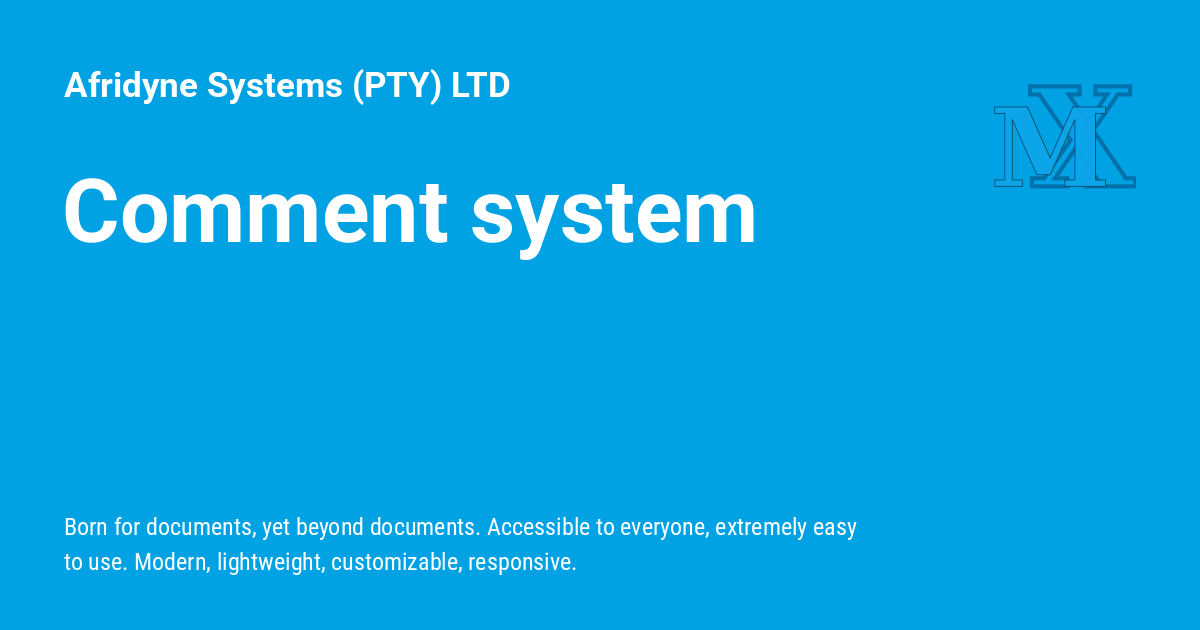 Afridyne Systems (PTY) LTD
MX
Comment system
Born for documents, yet beyond documents. Accessible to everyone, extremely easy
to use. Modern, lightweight, customizable, responsive.